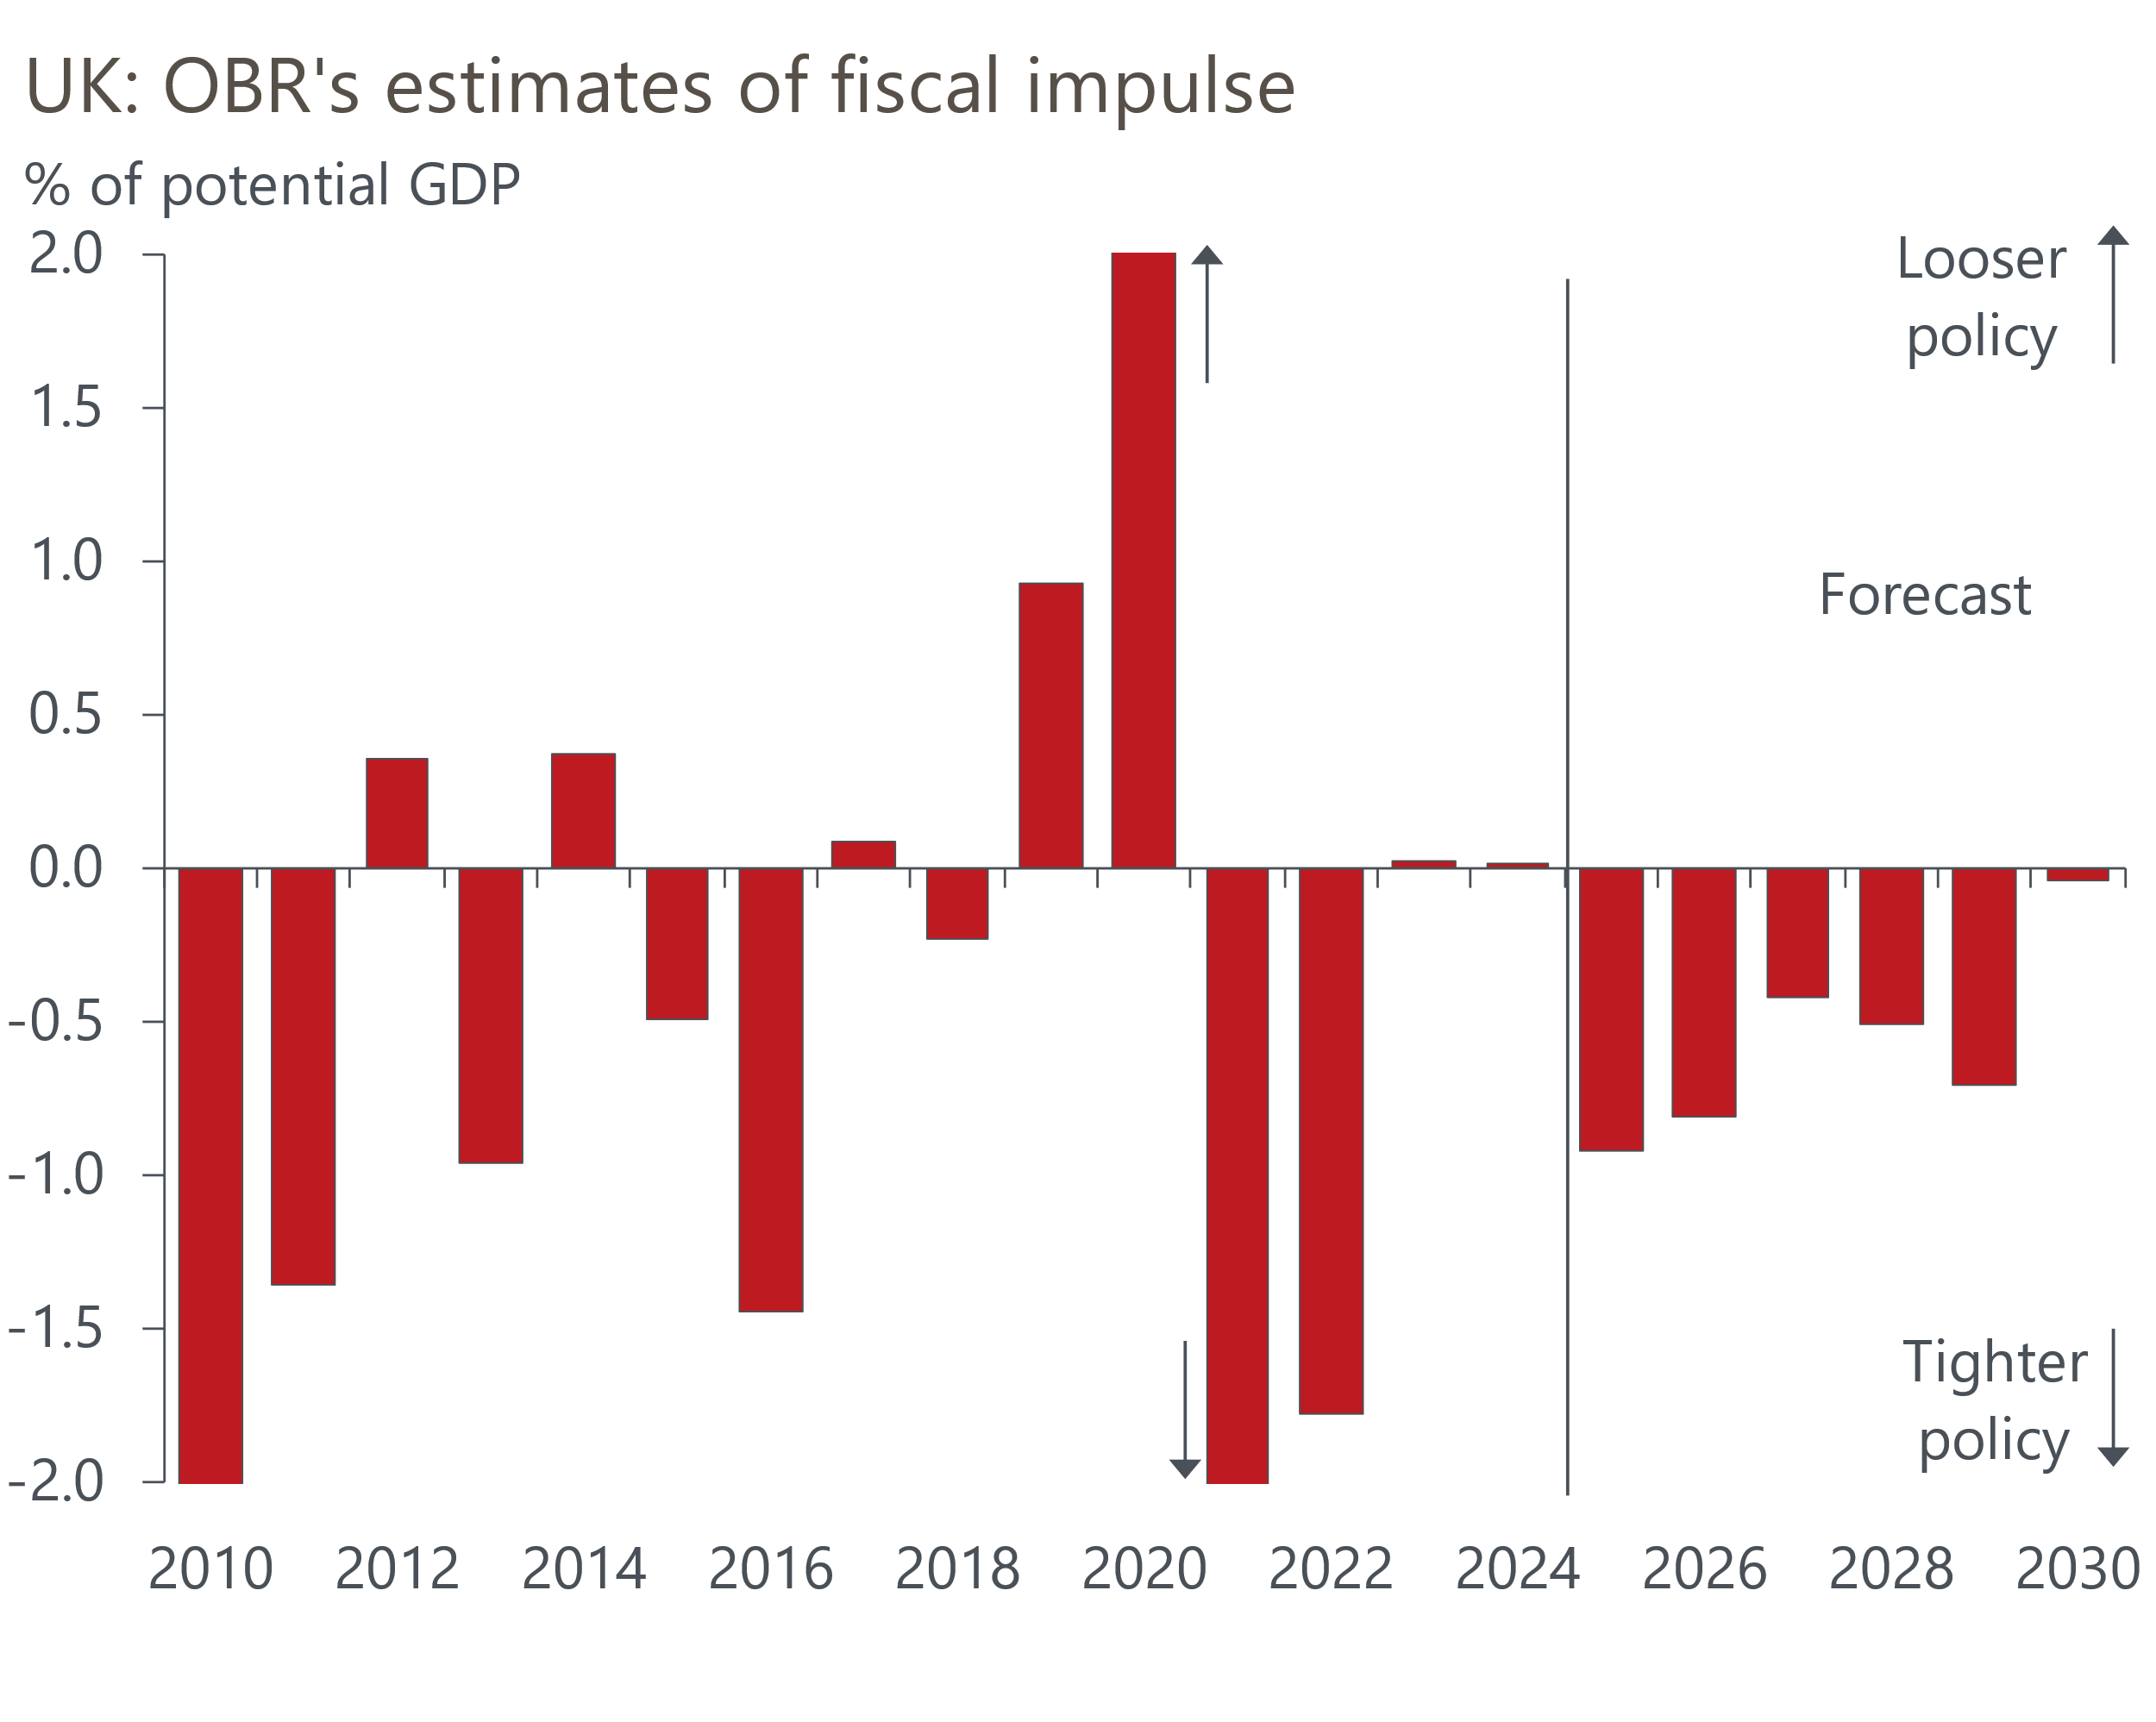 UK: OBR's estimates of fiscal impulse
% of potential GDP
2.0
1.5
1.0
0.5
0.0
-0.5
-1.0
-1.5
-2.0
Looser
policy
Forecast
Tighter
policy
2010 2012 2014 2016 2018 2020 2022 2024 2026 2028 2030